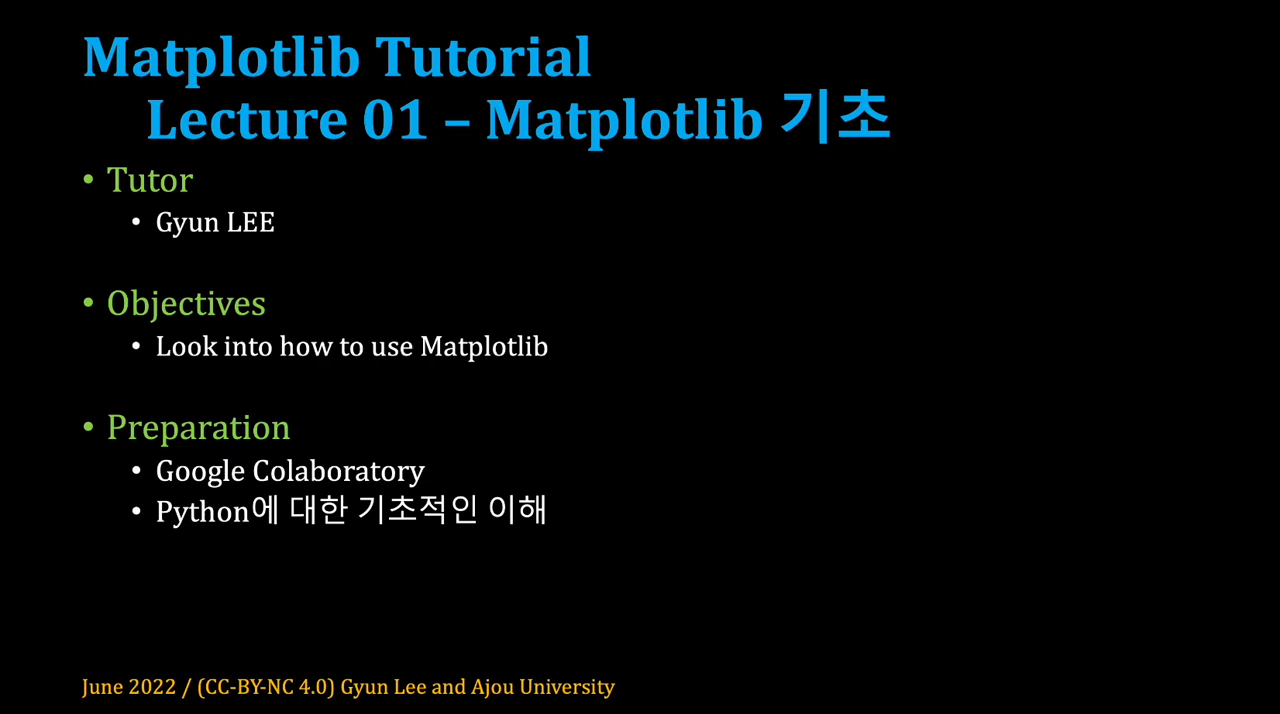 Matplotlib Tutorial
Lecture 01 – Matplotlib 기초
• Tutor
• Gyun LEE
• Objectives
• Look into how to use Matplotlib
• Preparation
• Google Colaboratory
• Python에 대한 기초적인 이해
June 2022 / (CC-BY-NC 4.0) Gyun Lee and Ajou University